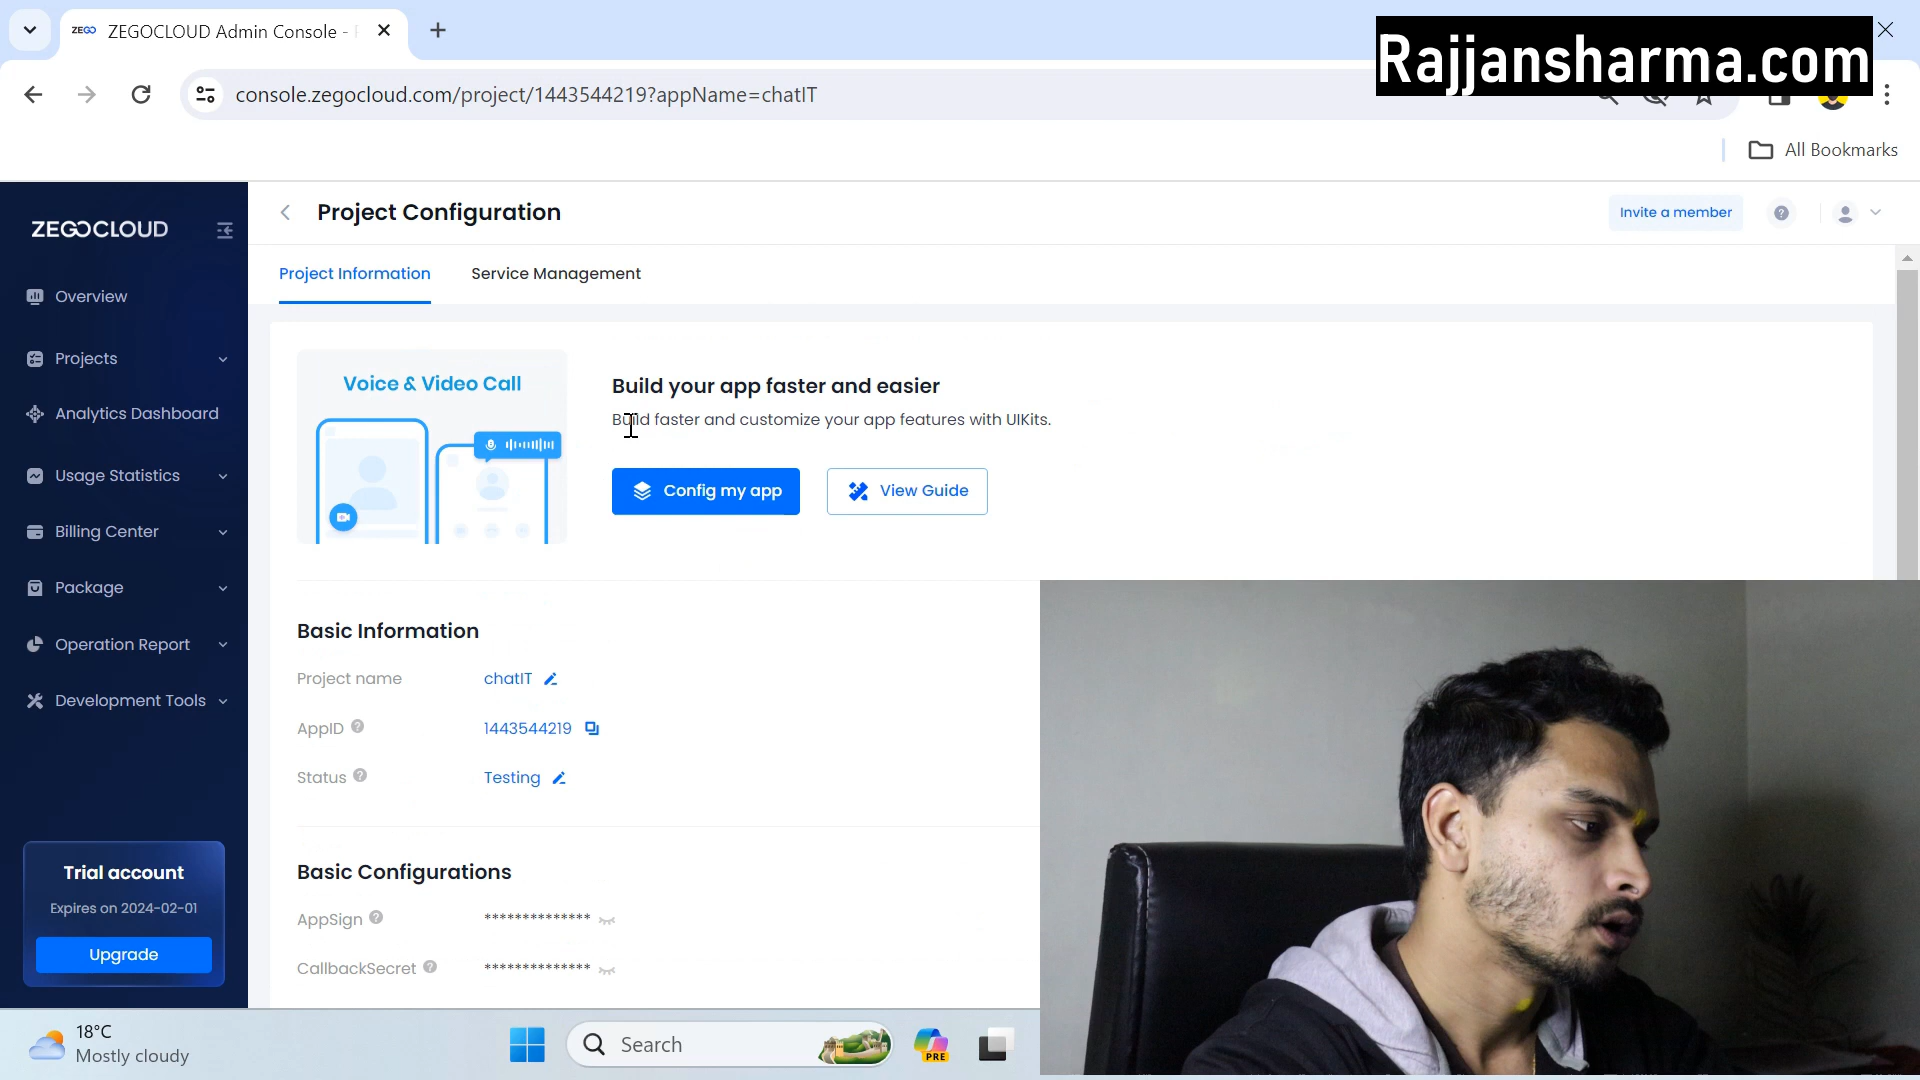 ZEGO ZEGOCLOUD Admin Console -
Rajjansharma.com
console.zegocloud.com/project/1443544219?appName=chatIT
All Bookmarks
ZEGOCLOUD
Project Configuration
Invite a member
Project Information
Service Management
Overview
Projects
Analytics Dashboard
Usage Statistics
Billing Center
Package
Operation Report
Development Tools
Voice & Video Call
Build your app faster and easier
Build faster and customize your app features with UIKits.
Config my app
View Guide
Basic Information
Project name
chatIT
AppID ?
1443544219
Status ?
Testing
Basic Configurations
AppSign ?
**************
CallbackSecret ?
**************
Trial account
Expires on 2024-02-01
Upgrade
18°C
Mostly cloudy
Search
PRE